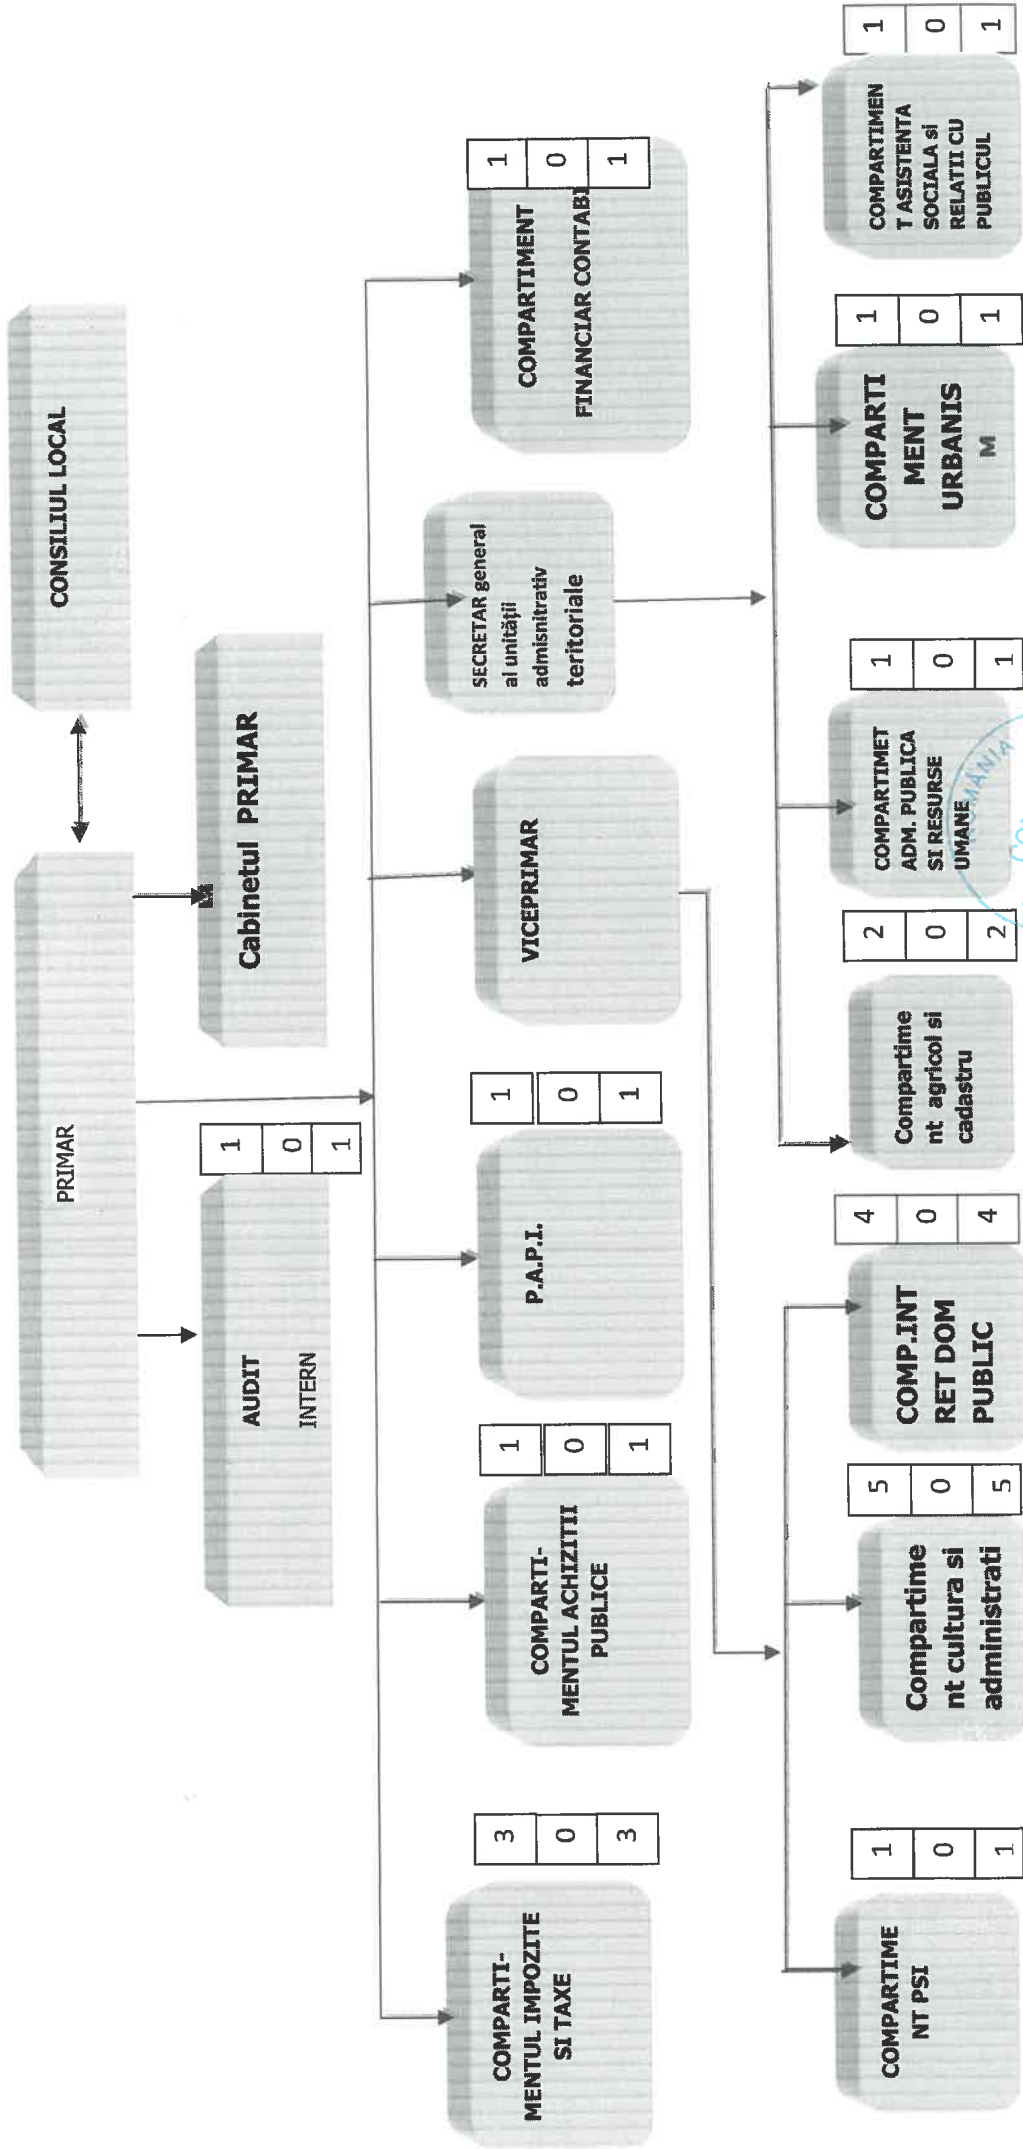 CONSILIUL LOCAL
PRIMAR
Cabinetul PRIMAR
AUDIT
INTERN
1
0
1
COMPARTI-
MENTUL IMPOZITE
SI TAXE
3
0
3
COMPARTI-
MENTUL ACHIZITII
PUBLICE
1
0
1
P.A.P.I.
1
0
1
VICEPRIMAR
SECRETAR general
al unității
admisnitrativ
teritoriale
COMPARTIMENT
FINANCIAR CONTABI
1
0
1
COMPARTIME
NT PSI
1
0
1
Compartime
nt cultura si
administrati
5
0
5
COMP.INT
RET DOM
PUBLIC
4
0
4
Compartime
nt agricol si
cadastru
2
0
2
COMPARTIMET
ADM. PUBLICA
SI RESURSE
UMANE
1
0
1
ROMANIA
COMPARTI
MENT
URBANIS
M
1
0
1
COMPARTIMEN
T ASISTENTA
SOCIALA si
RELATII CU
PUBLICUL
1
0
1